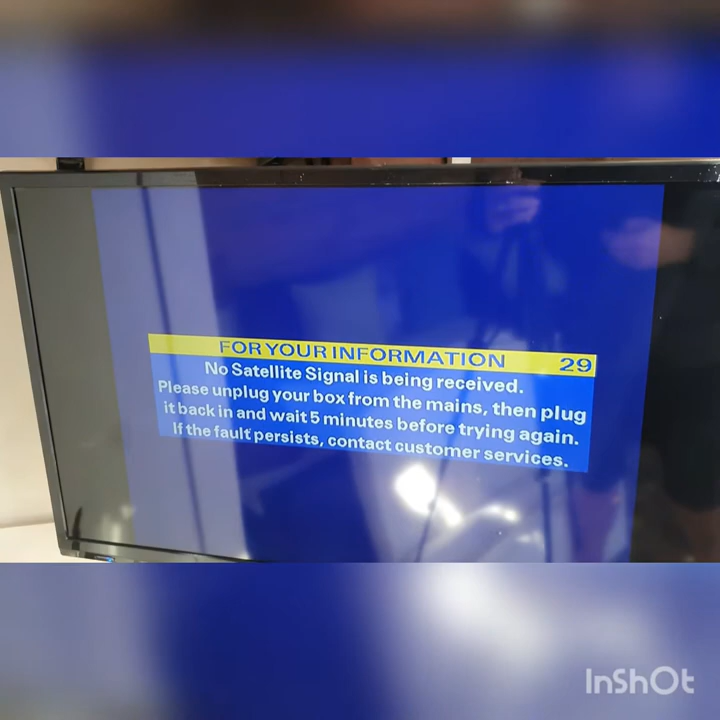 FOR YOUR INFORMATION 29
No Satellite Signal is being received.
Please unplug your box from the mains, then plug
it back in and wait 5 minutes before trying again.
If the fault persists, contact customer services.
InShOt